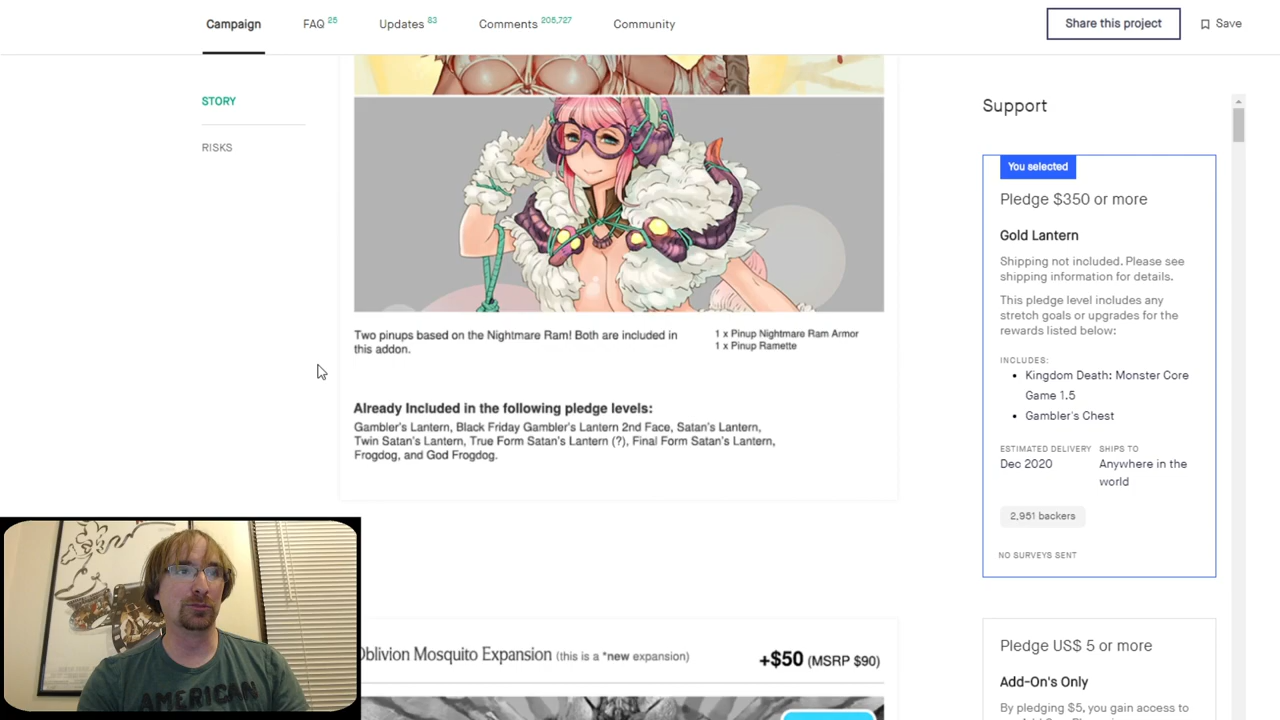 Campaign
FAQ 25
Updates 83
Comments 205,727
Community
Share this project
Save
STORY
RISKS
Two pinups based on the Nightmare Ram! Both are included in
this addon.
1 x Pinup Nightmare Ram Armor
1 x Pinup Ramette
Already Included in the following pledge levels:
Gambler's Lantern, Black Friday Gambler's Lantern 2nd Face, Satan's Lantern,
Twin Satan's Lantern, True Form Satan's Lantern (?), Final Form Satan's Lantern,
Frogdog, and God Frogdog.
Oblivion Mosquito Expansion (this is a *new expansion)
+$50 (MSRP $90)
Support
You selected
Pledge $350 or more
Gold Lantern
Shipping not included. Please see
shipping information for details.
This pledge level includes any
stretch goals or upgrades for the
rewards listed below:
INCLUDES:
• Kingdom Death: Monster Core
Game 1.5
• Gambler's Chest
ESTIMATED DELIVERY
Dec 2020
SHIPS TO
Anywhere in the
world
2,951 backers
NO SURVEYS SENT
Pledge US$ 5 or more
Add-On's Only
By pledging $5, you gain access to
AMERICAN